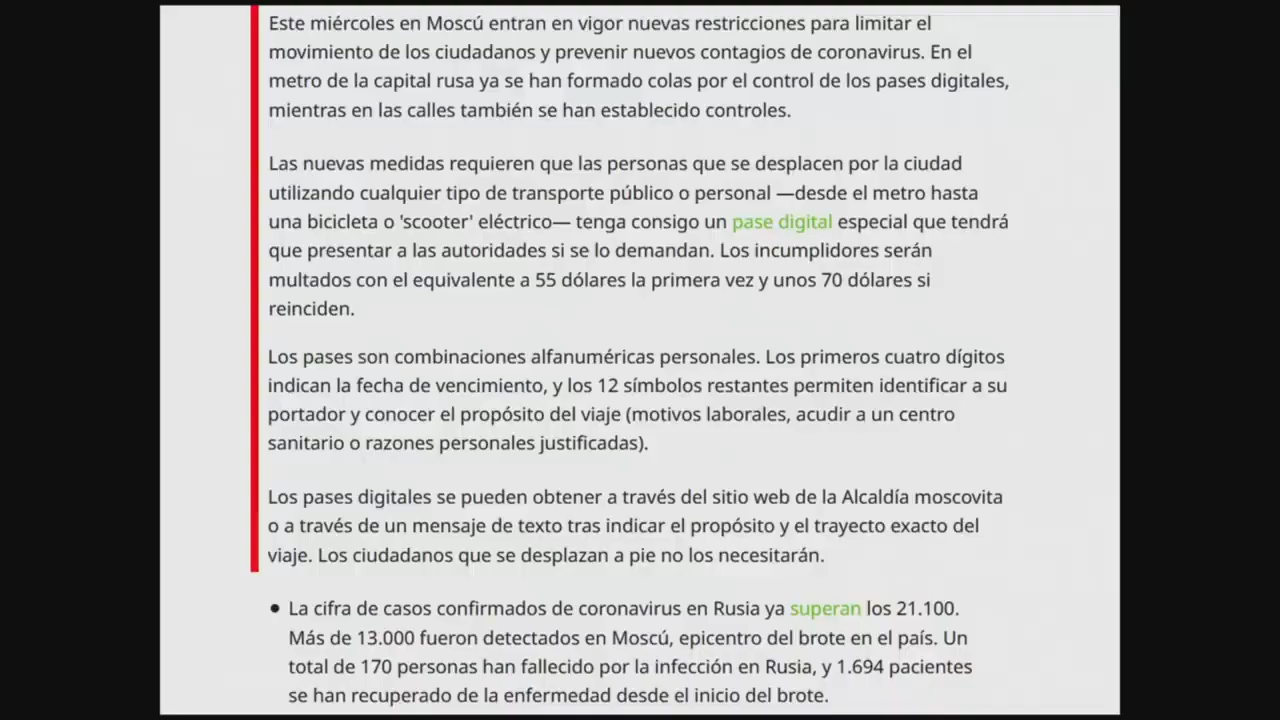 Este miércoles en Moscú entran en vigor nuevas restricciones para limitar el
movimiento de los ciudadanos y prevenir nuevos contagios de coronavirus. En el
metro de la capital rusa ya se han formado colas por el control de los pases digitales,
mientras en las calles también se han establecido controles.
Las nuevas medidas requieren que las personas que se desplacen por la ciudad
utilizando cualquier tipo de transporte público o personal —desde el metro hasta
una bicicleta o 'scooter' eléctrico— tenga consigo un pase digital especial que tendrá
que presentar a las autoridades si se lo demandan. Los incumplidores serán
multados con el equivalente a 55 dólares la primera vez y unos 70 dólares si
reinciden.
Los pases son combinaciones alfanuméricas personales. Los primeros cuatro dígitos
indican la fecha de vencimiento, y los 12 símbolos restantes permiten identificar a su
portador y conocer el propósito del viaje (motivos laborales, acudir a un centro
sanitario o razones personales justificadas).
Los pases digitales se pueden obtener a través del sitio web de la Alcaldía moscovita
o a través de un mensaje de texto tras indicar el propósito y el trayecto exacto del
viaje. Los ciudadanos que se desplazan a pie no los necesitarán.
● La cifra de casos confirmados de coronavirus en Rusia ya superan los 21.100.
Más de 13.000 fueron detectados en Moscú, epicentro del brote en el país. Un
total de 170 personas han fallecido por la infección en Rusia, y 1.694 pacientes
se han recuperado de la enfermedad desde el inicio del brote.